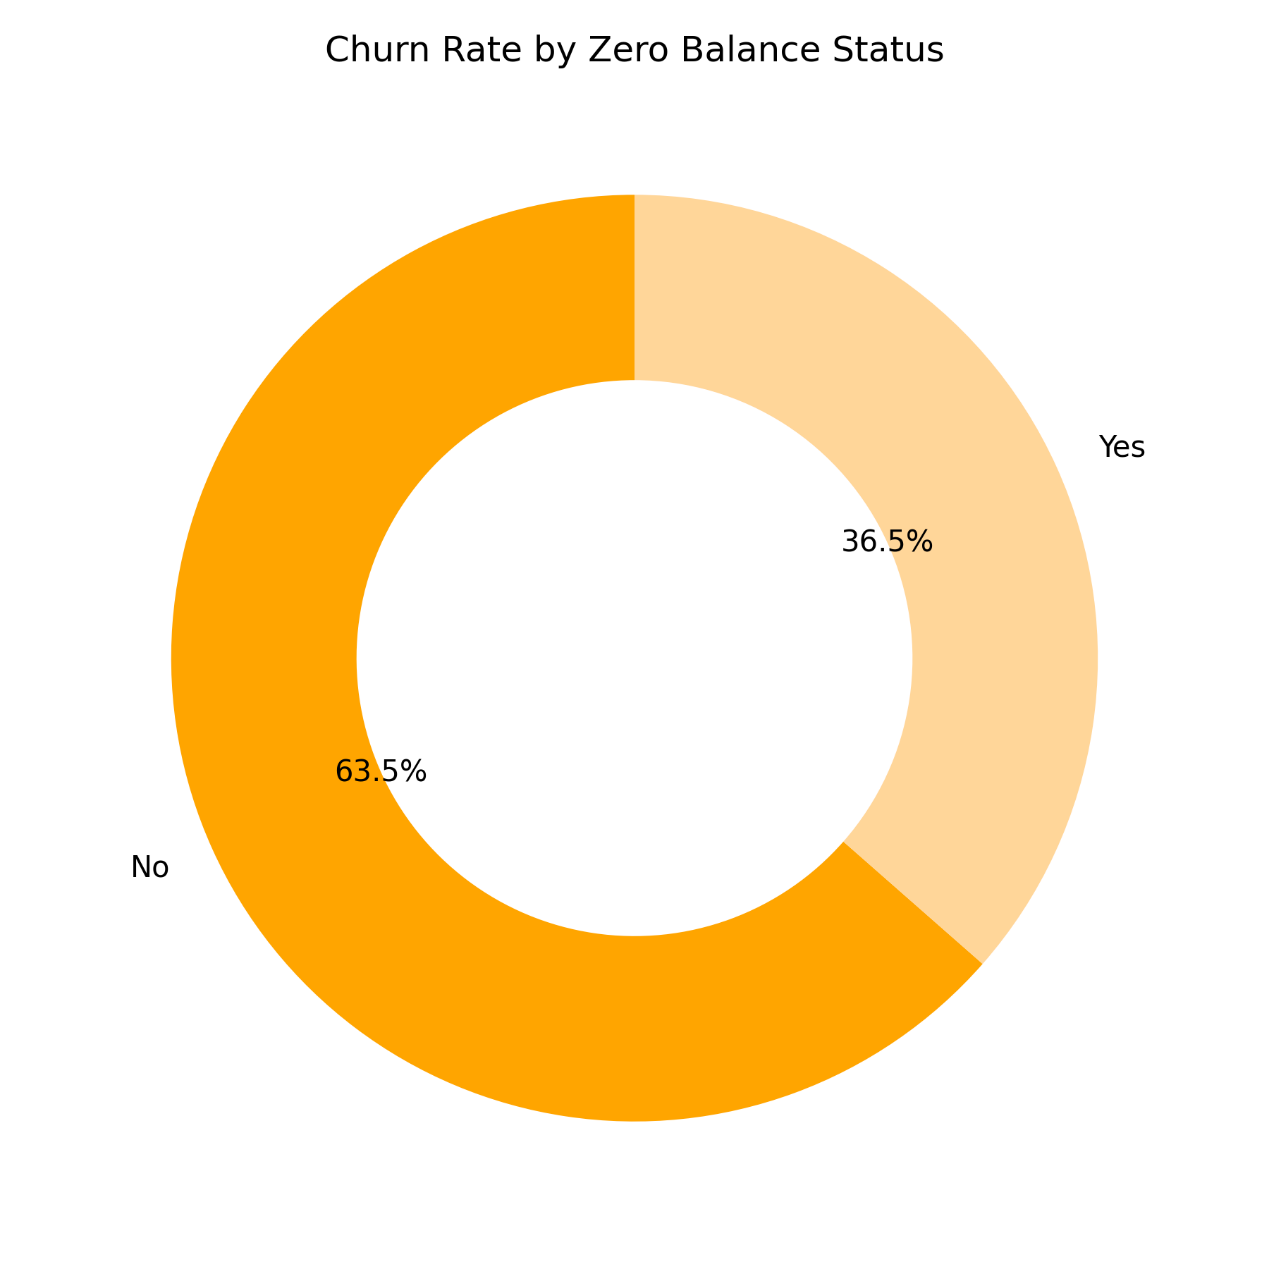 Churn Rate by Zero Balance Status
Yes
36.5%
63.5%
No